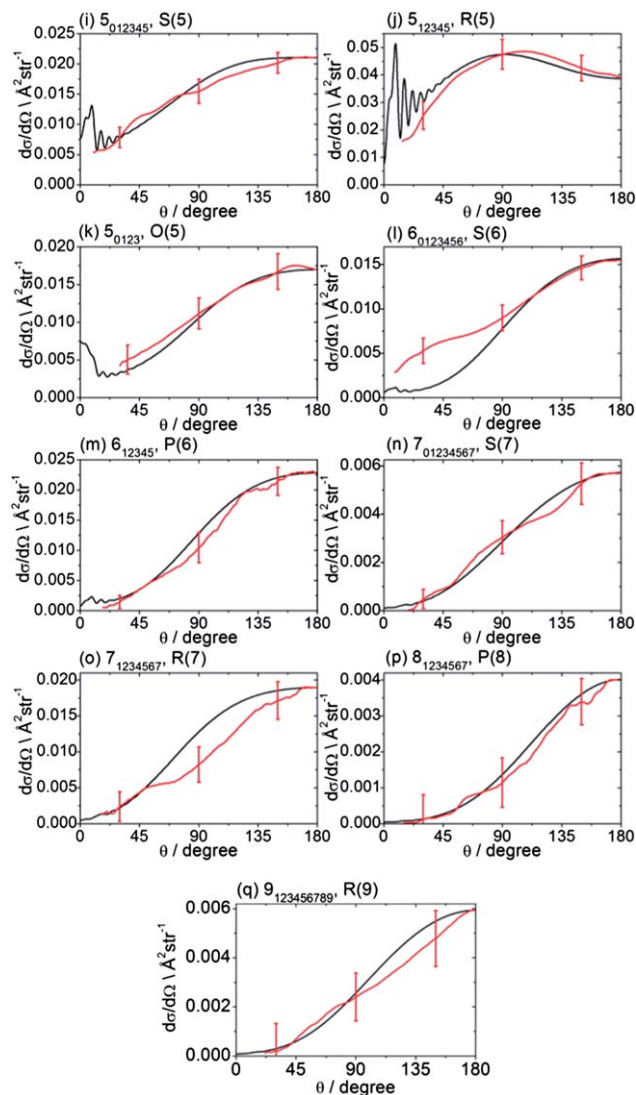 (i) 5₀₁₂₃₄₅, S(5)
dσ/dΩ \ Å²str⁻¹
0.025
0.020
0.015
0.010
0.005
0.000
0 45 90 135 180
θ / degree
(j) 5₁₂₃₄₅, R(5)
dσ/dΩ \ Å²str⁻¹
0.05
0.04
0.03
0.02
0.01
0.00
0 45 90 135 180
θ / degree
(k) 5₀₁₂₃, O(5)
dσ/dΩ \ Å²str⁻¹
0.020
0.015
0.010
0.005
0.000
0 45 90 135 180
θ / degree
(l) 6₀₁₂₃₄₅₆, S(6)
dσ/dΩ \ Å²str⁻¹
0.015
0.010
0.005
0.000
0 45 90 135 180
θ / degree
(m) 6₁₂₃₄₅, P(6)
dσ/dΩ \ Å²str⁻¹
0.025
0.020
0.015
0.010
0.005
0.000
0 45 90 135 180
θ / degree
(n) 7₀₁₂₃₄₅₆₇, S(7)
dσ/dΩ \ Å²str⁻¹
0.006
0.004
0.002
0.000
0 45 90 135 180
θ / degree
(o) 7₁₂₃₄₅₆₇, R(7)
dσ/dΩ \ Å²str⁻¹
0.020
0.015
0.010
0.005
0.000
0 45 90 135 180
θ / degree
(p) 8₁₂₃₄₅₆₇, P(8)
dσ/dΩ \ Å²str⁻¹
0.004
0.003
0.002
0.001
0.000
0 45 90 135 180
θ / degree
(q) 9₁₂₃₄₅₆₇₈₉, R(9)
dσ/dΩ \ Å²str⁻¹
0.006
0.004
0.002
0.000
0 45 90 135 180
θ / degree